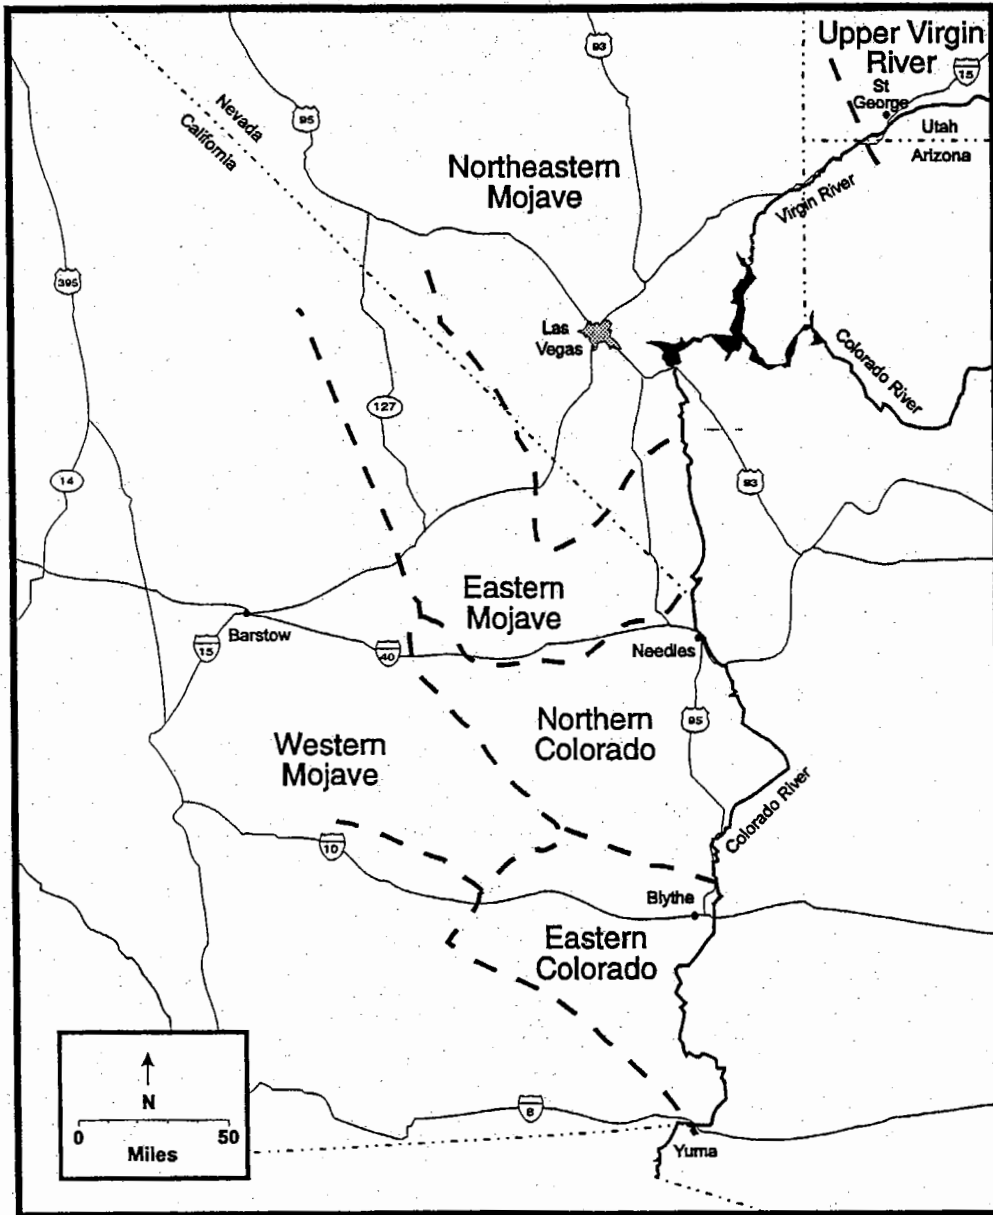 93
Upper Virgin
River
15
St
George
Utah
Arizona
95
Nevada
California
Northeastern
Mojave
Virgin River
395
Las
Vegas
Colorado River
127
14
93
Eastern
Mojave
Barstow
15
40
Needles
Northern
Colorado
95
Western
Mojave
Colorado River
10
Blythe
Eastern
Colorado
N
0 50
Miles
8
Yuma